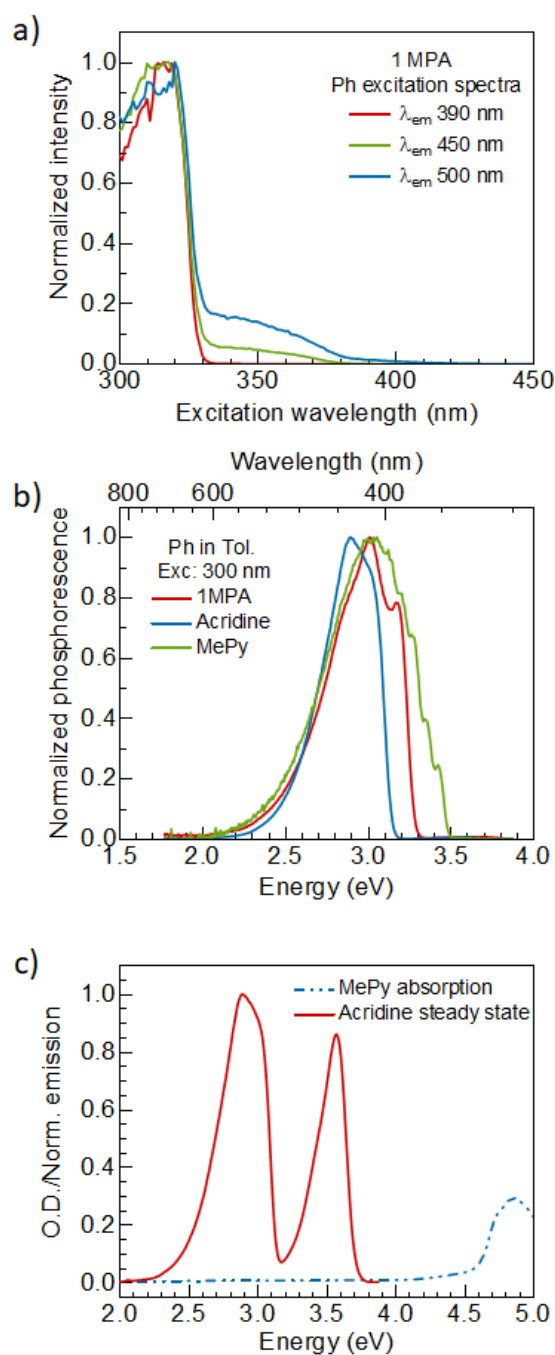 a)
1 MPA
Ph excitation spectra
λem 390 nm
λem 450 nm
λem 500 nm
Normalized intensity
1.0
0.8
0.6
0.4
0.2
0.0
300 350 400 450
Excitation wavelength (nm)
Wavelength (nm)
b)
800 600 400
Ph in Tol.
Exc: 300 nm
1MPA
Acridine
MePy
Normalized phosphorescence
1.0
0.8
0.6
0.4
0.2
0.0
1.5 2.0 2.5 3.0 3.5 4.0
Energy (eV)
c)
MePy absorption
Acridine steady state
O.D./Norm. emission
1.0
0.8
0.6
0.4
0.2
0.0
2.0 2.5 3.0 3.5 4.0 4.5 5.0
Energy (eV)